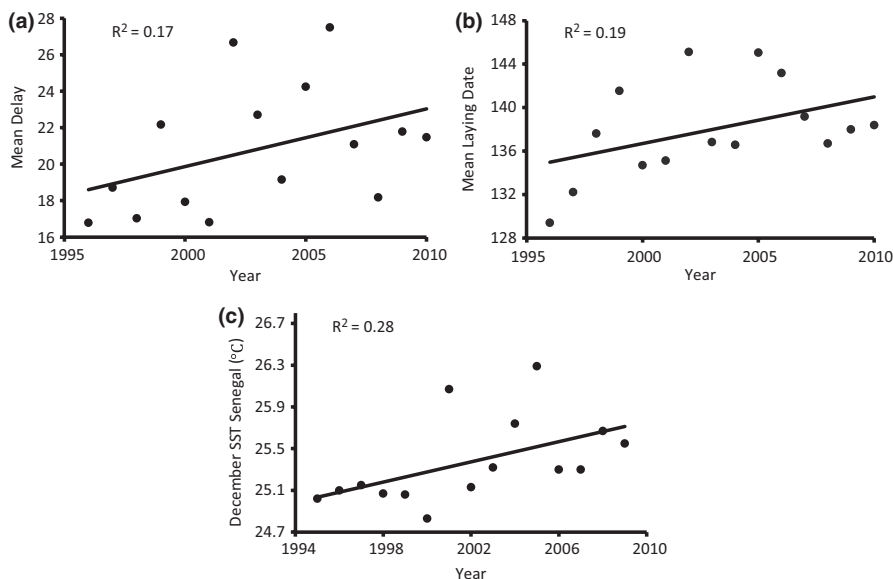 (a)
R² = 0.17
28
26
24
22
20
18
16
Mean Delay
1995
2000
2005
2010
Year
(b)
R² = 0.19
148
144
140
136
132
128
Mean Laying Date
1995
2000
2005
2010
Year
(c)
R² = 0.28
26.7
26.3
25.9
25.5
25.1
24.7
December SST Senegal (°C)
1994
1998
2002
2006
2010
Year